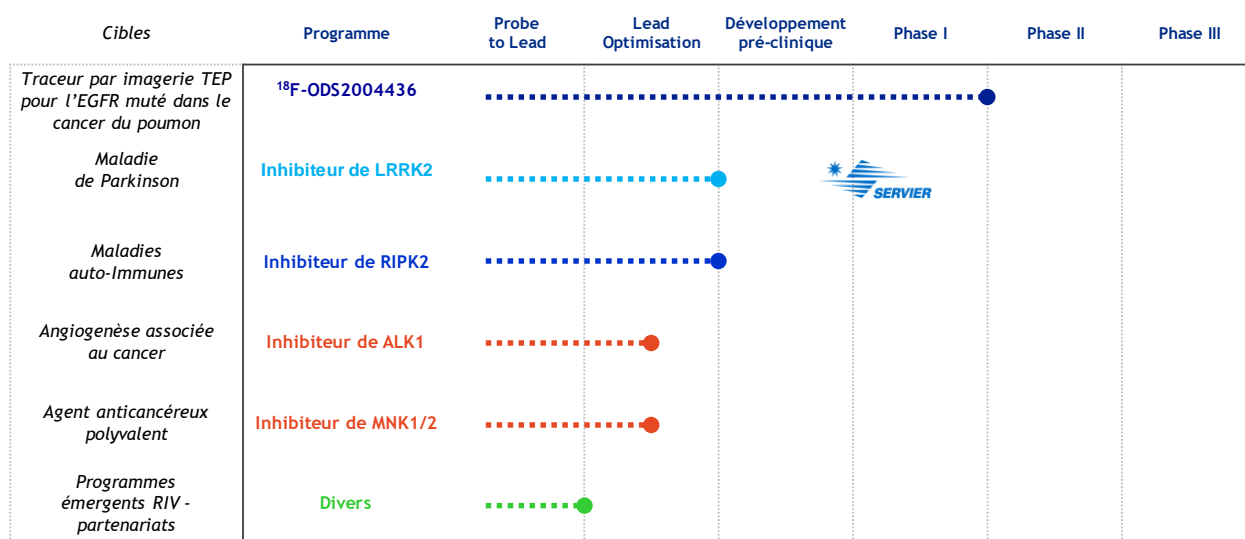 Cibles
Programme
Probe
to Lead
Lead
Optimisation
Développement
pré-clinique
Phase I
Phase II
Phase III
Traceur par imagerie TEP
pour l’EGFR muté dans le
cancer du poumon
¹⁸F-ODS2004436
Maladie
de Parkinson
Inhibiteur de LRRK2
SERVIER
Maladies
auto-Immunes
Inhibiteur de RIPK2
Angiogenèse associée
au cancer
Inhibiteur de ALK1
Agent anticancéreux
polyvalent
Inhibiteur de MNK1/2
Programmes
émergents RIV -
partenariats
Divers